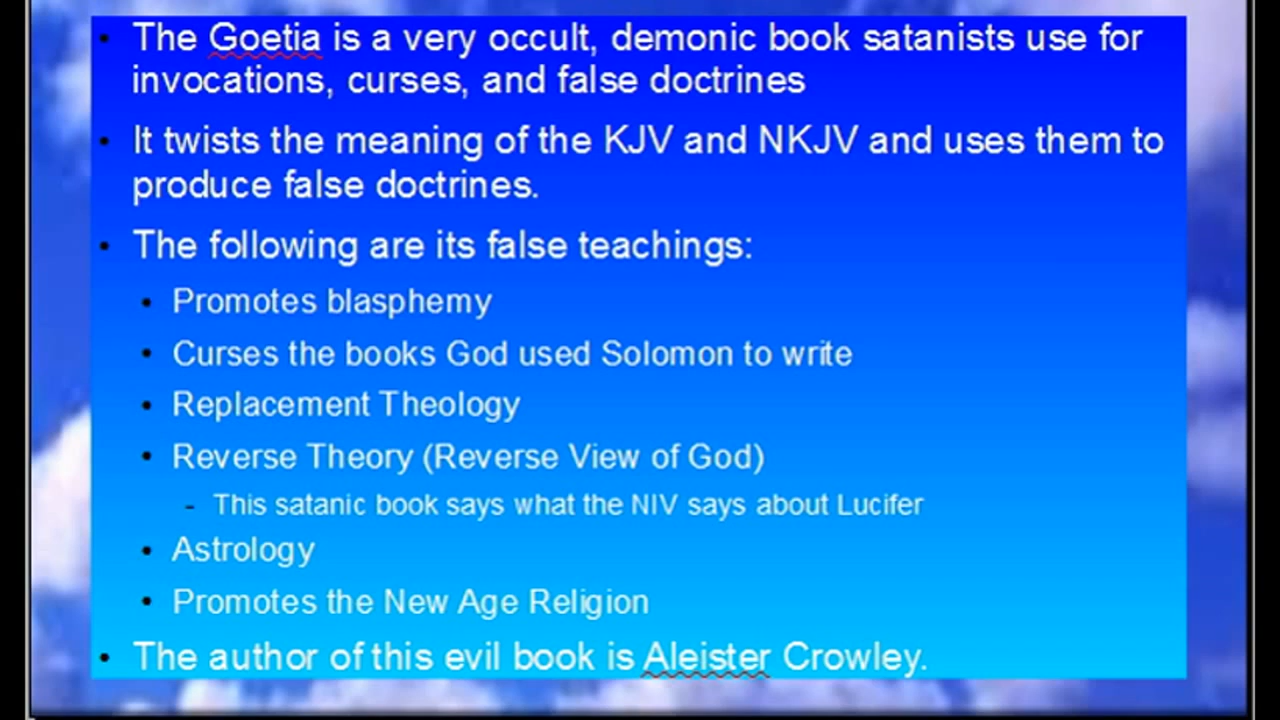 • The Goetia is a very occult, demonic book satanists use for
invocations, curses, and false doctrines
• It twists the meaning of the KJV and NKJV and uses them to
produce false doctrines.
• The following are its false teachings:
• Promotes blasphemy
• Curses the books God used Solomon to write
• Replacement Theology
• Reverse Theory (Reverse View of God)
- This satanic book says what the NIV says about Lucifer
• Astrology
• Promotes the New Age Religion
• The author of this evil book is Aleister Crowley.